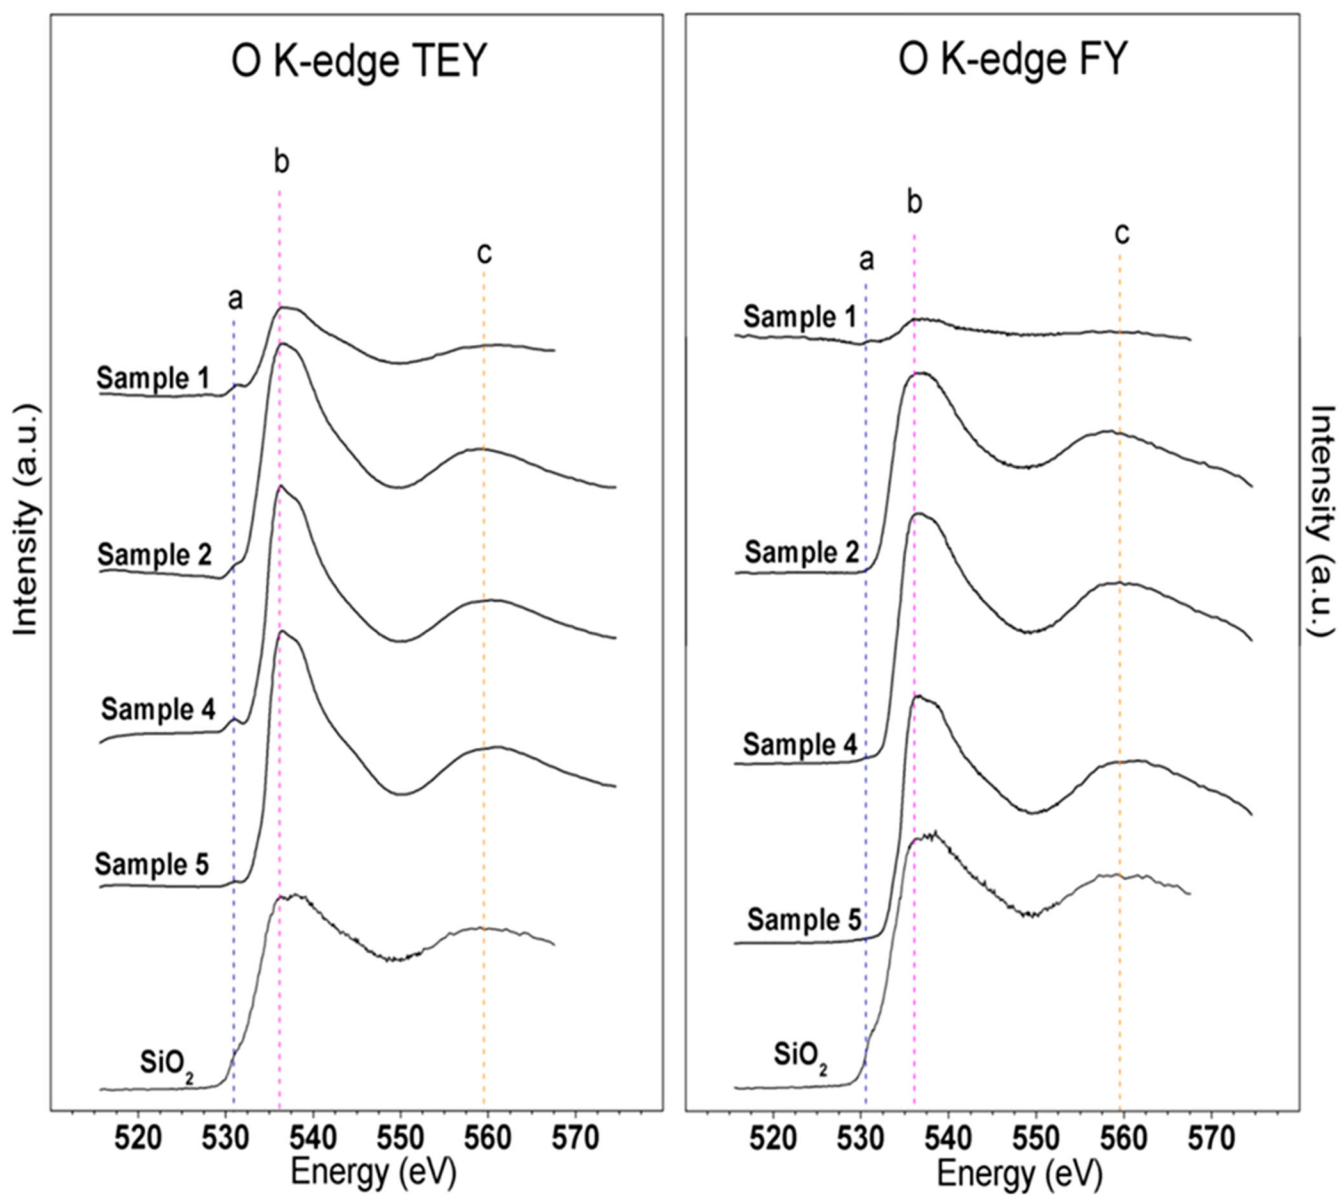 O K-edge TEY
b
c
a
Sample 1
Sample 2
Sample 4
Sample 5
SiO2
Intensity (a.u.)
520 530 540 550 560 570
Energy (eV)
O K-edge FY
b
c
a
Sample 1
Sample 2
Sample 4
Sample 5
SiO2
Intensity (a.u.)
520 530 540 550 560 570
Energy (eV)